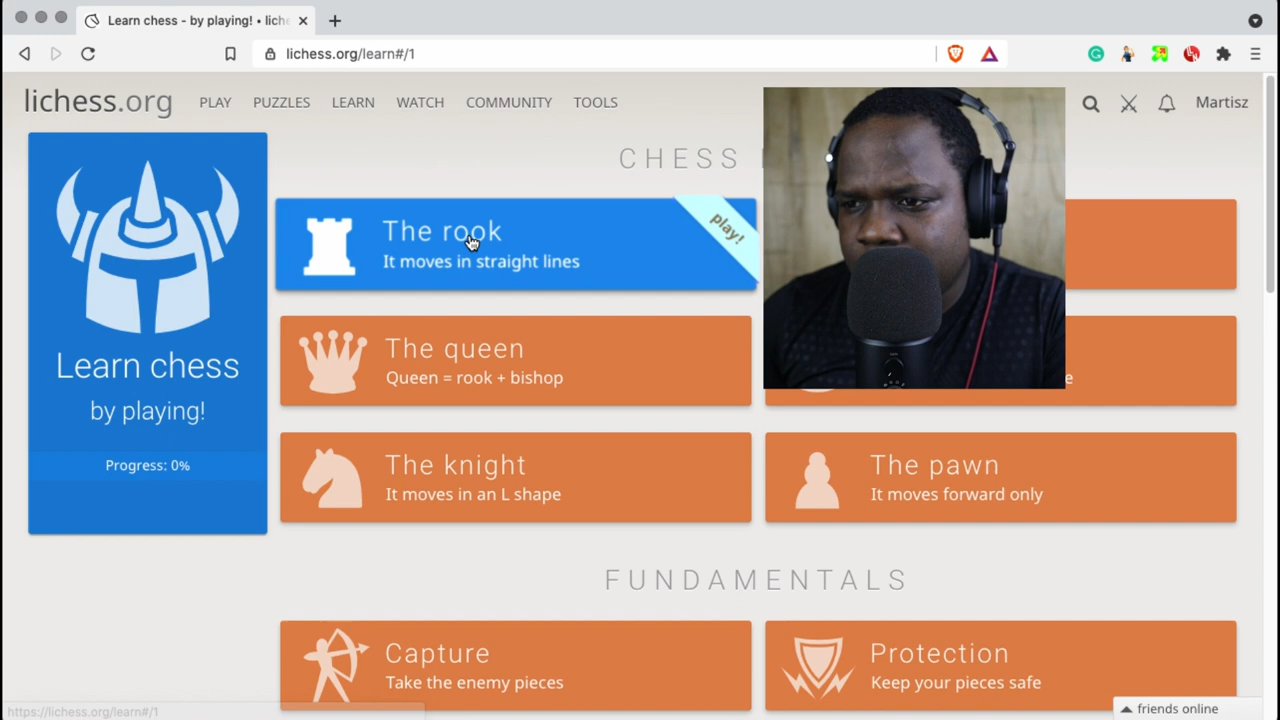 Learn chess - by playing! • liche
lichess.org/learn#/1
lichess.org PLAY PUZZLES LEARN WATCH COMMUNITY TOOLS Martisz
CHESS
The rook
It moves in straight lines
play!
The queen
Queen = rook + bishop
e
Learn chess
by playing!
Progress: 0%
The knight
It moves in an L shape
The pawn
It moves forward only
FUNDAMENTALS
Capture
Take the enemy pieces
Protection
Keep your pieces safe
https://lichess.org/learn#/1
friends online